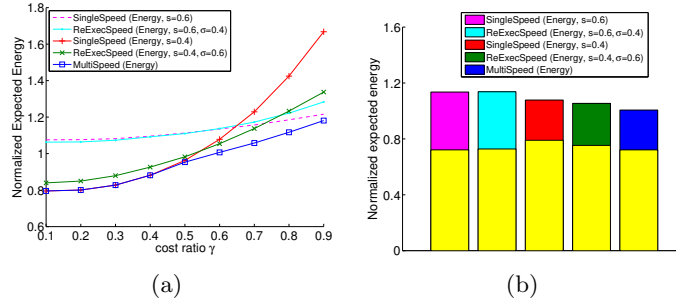 1.8
1.6
1.4
1.2
1
0.8
0.6
Normalized Expected Energy
SingleSpeed (Energy, s=0.6)
ReExecSpeed (Energy, s=0.6, σ=0.4)
SingleSpeed (Energy, s=0.4)
ReExecSpeed (Energy, s=0.4, σ=0.6)
MultiSpeed (Energy)
0.1 0.2 0.3 0.4 0.5 0.6 0.7 0.8 0.9
cost ratio γ
(a)
1.6
1.2
0.8
0.4
0
Normalized expected energy
SingleSpeed (Energy, s=0.6)
ReExecSpeed (Energy, s=0.6, σ=0.4)
SingleSpeed (Energy, s=0.4)
ReExecSpeed (Energy, s=0.4, σ=0.6)
MultiSpeed (Energy)
(b)